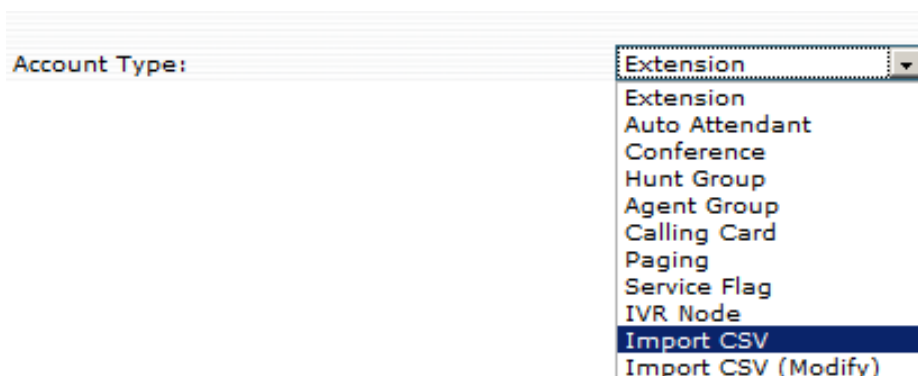 Account Type: Extension
Extension
Auto Attendant
Conference
Hunt Group
Agent Group
Calling Card
Paging
Service Flag
IVR Node
Import CSV
Import CSV (Modify)